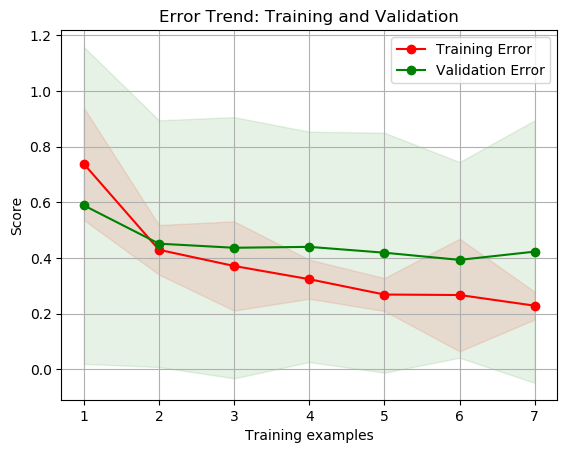 Error Trend: Training and Validation
1.2
1.0
0.8
0.6
0.4
0.2
0.0
Score
Training Error
Validation Error
1 2 3 4 5 6 7
Training examples